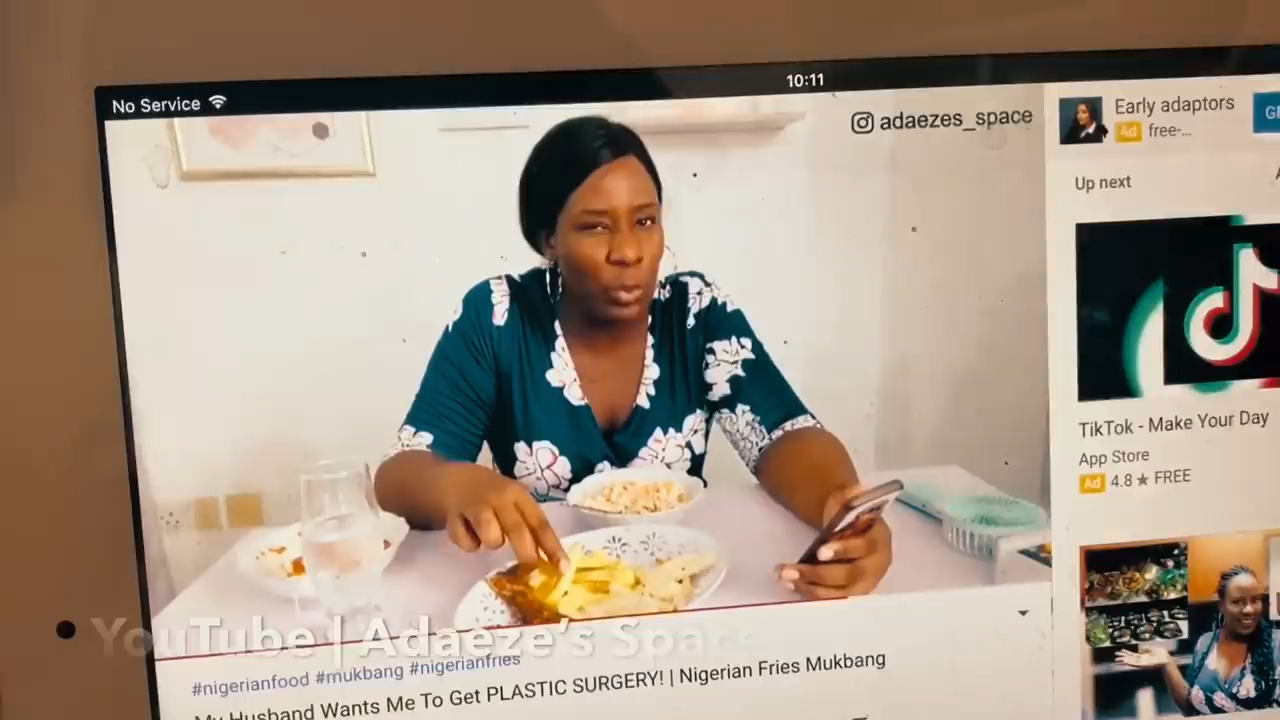 No Service
10:11
adaezes_space
Early adaptors
Ad free-...
Up next
TikTok - Make Your Day
App Store
Ad 4.8 ★ FREE
YouTube | Adaeze's Space
#nigerianfood #mukbang #nigerianfries
My Husband Wants Me To Get PLASTIC SURGERY! | Nigerian Fries Mukbang